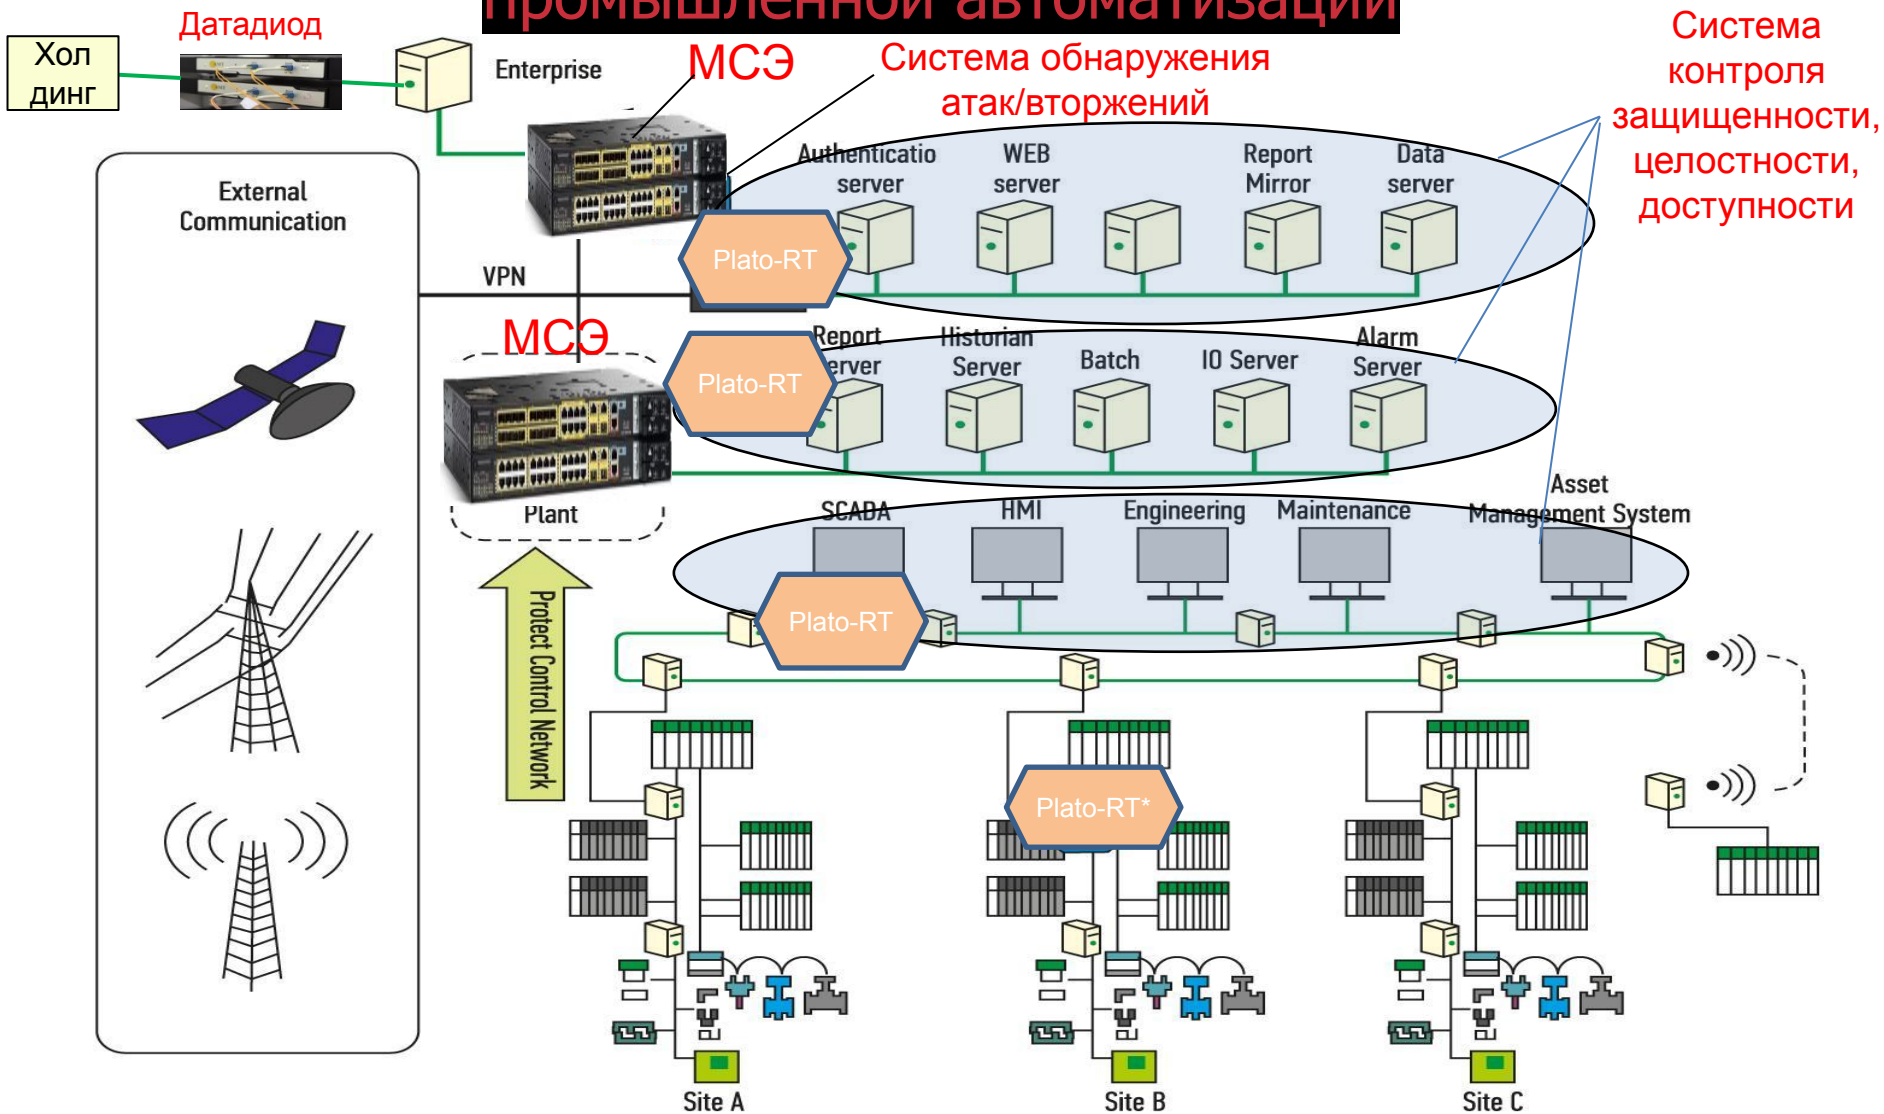 промышленной автоматизации
Датадиод
Хол
динг
Enterprise
МСЭ
Система обнаружения
атак/вторжений
Система
контроля
защищенности,
целостности,
доступности
External
Communication
Authenticatio
server
WEB
server
Report
Mirror
Data
server
Plato-RT
VPN
МСЭ
Report
Server
Historian
Server
Batch
IO Server
Alarm
Server
Plato-RT
Plant
SCADA
HMI
Engineering
Maintenance
Asset
Management System
Plato-RT
Protect Control Network
Plato-RT*
Site A
Site B
Site C